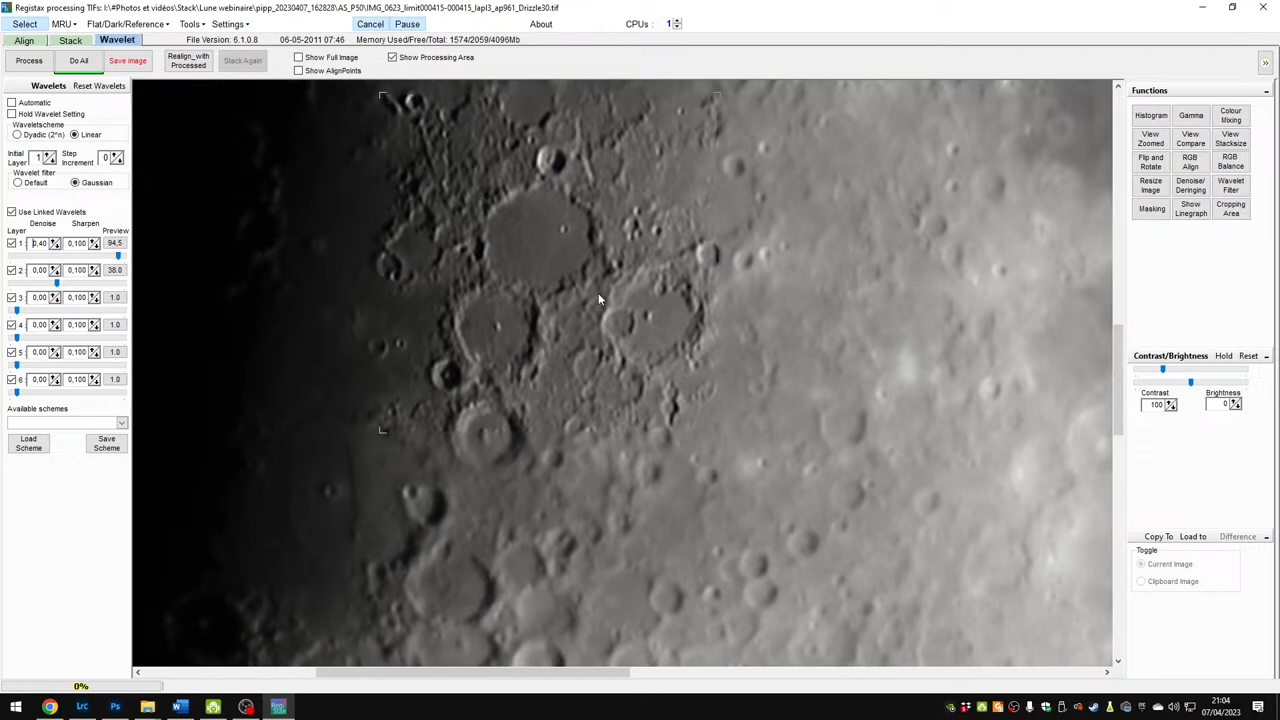 Registax processing TIFs: I:\#Photos et vidéos\Stack\Lune webinaire\pipp_20230407_162828\AS_P50\IMG_0623_limit000415-000415_lapl3_ap961_Drizzle30.tif
Select MRU Flat/Dark/Reference Tools Settings Cancel Pause About CPUs: 1
Align Stack Wavelet File Version: 6.1.0.8 06-05-2011 07:46 Memory Used/Free/Total: 1574/2059/4096Mb
Process Do All Save image Realign_with Processed Stack Again Show Full Image Show Processing Area
Show AlignPoints
Wavelets Reset Wavelets
Automatic
Hold Wavelet Setting
Waveletscheme
Dyadic (2^n) Linear
Initial Layer 1 Step Increment 0
Wavelet filter
Default Gaussian
Use Linked Wavelets
Denoise Sharpen
Layer Preview
1 : 0,40 0,100 94,5
2 : 0,00 0,100 38.0
3 : 0,00 0,100 1.0
4 : 0,00 0,100 1.0
5 : 0,00 0,100 1.0
6 : 0,00 0,100 1.0
Available schemes
Load Scheme Save Scheme
0%
Functions
Histogram Gamma Colour Mixing
View Zoomed View Compare View Stacksize
Flip and Rotate RGB Align RGB Balance
Resize Image Denoise/ Deringing Wavelet Filter
Masking Show Linegraph Cropping Area
Contrast/Brightness Hold Reset
Contrast Brightness
100 0
Copy To Load to Difference
Toggle
Current Image
Clipboard Image
21:04
07/04/2023